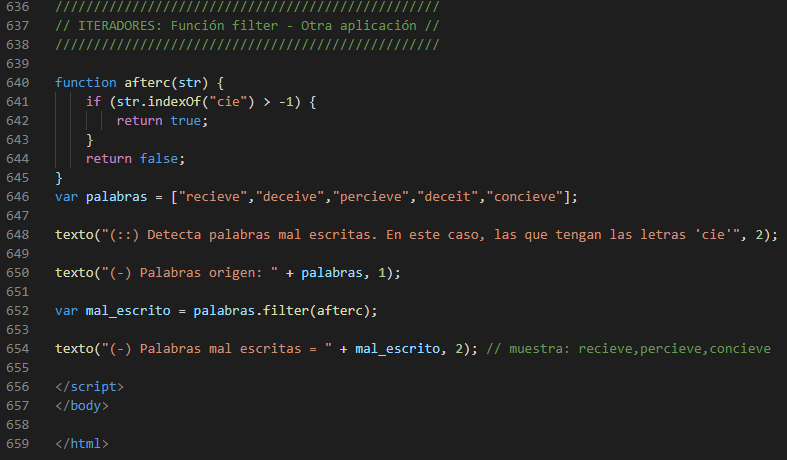 636 //////////////////////////////////////////////////
637 // ITERADORES: Función filter - Otra aplicación //
638 //////////////////////////////////////////////////
639
640 function afterc(str) {
641     if (str.indexOf("cie") > -1) {
642         return true;
643     }
644     return false;
645 }
646 var palabras = ["recieve","deceive","percieve","deceit","concieve"];
647
648 texto("(::) Detecta palabras mal escritas. En este caso, las que tengan las letras 'cie'", 2);
649
650 texto("(-) Palabras origen: " + palabras, 1);
651
652 var mal_escrito = palabras.filter(afterc);
653
654 texto("(-) Palabras mal escritas = " + mal_escrito, 2); // muestra: recieve,percieve,concieve
655
656 </script>
657 </body>
658
659 </html>